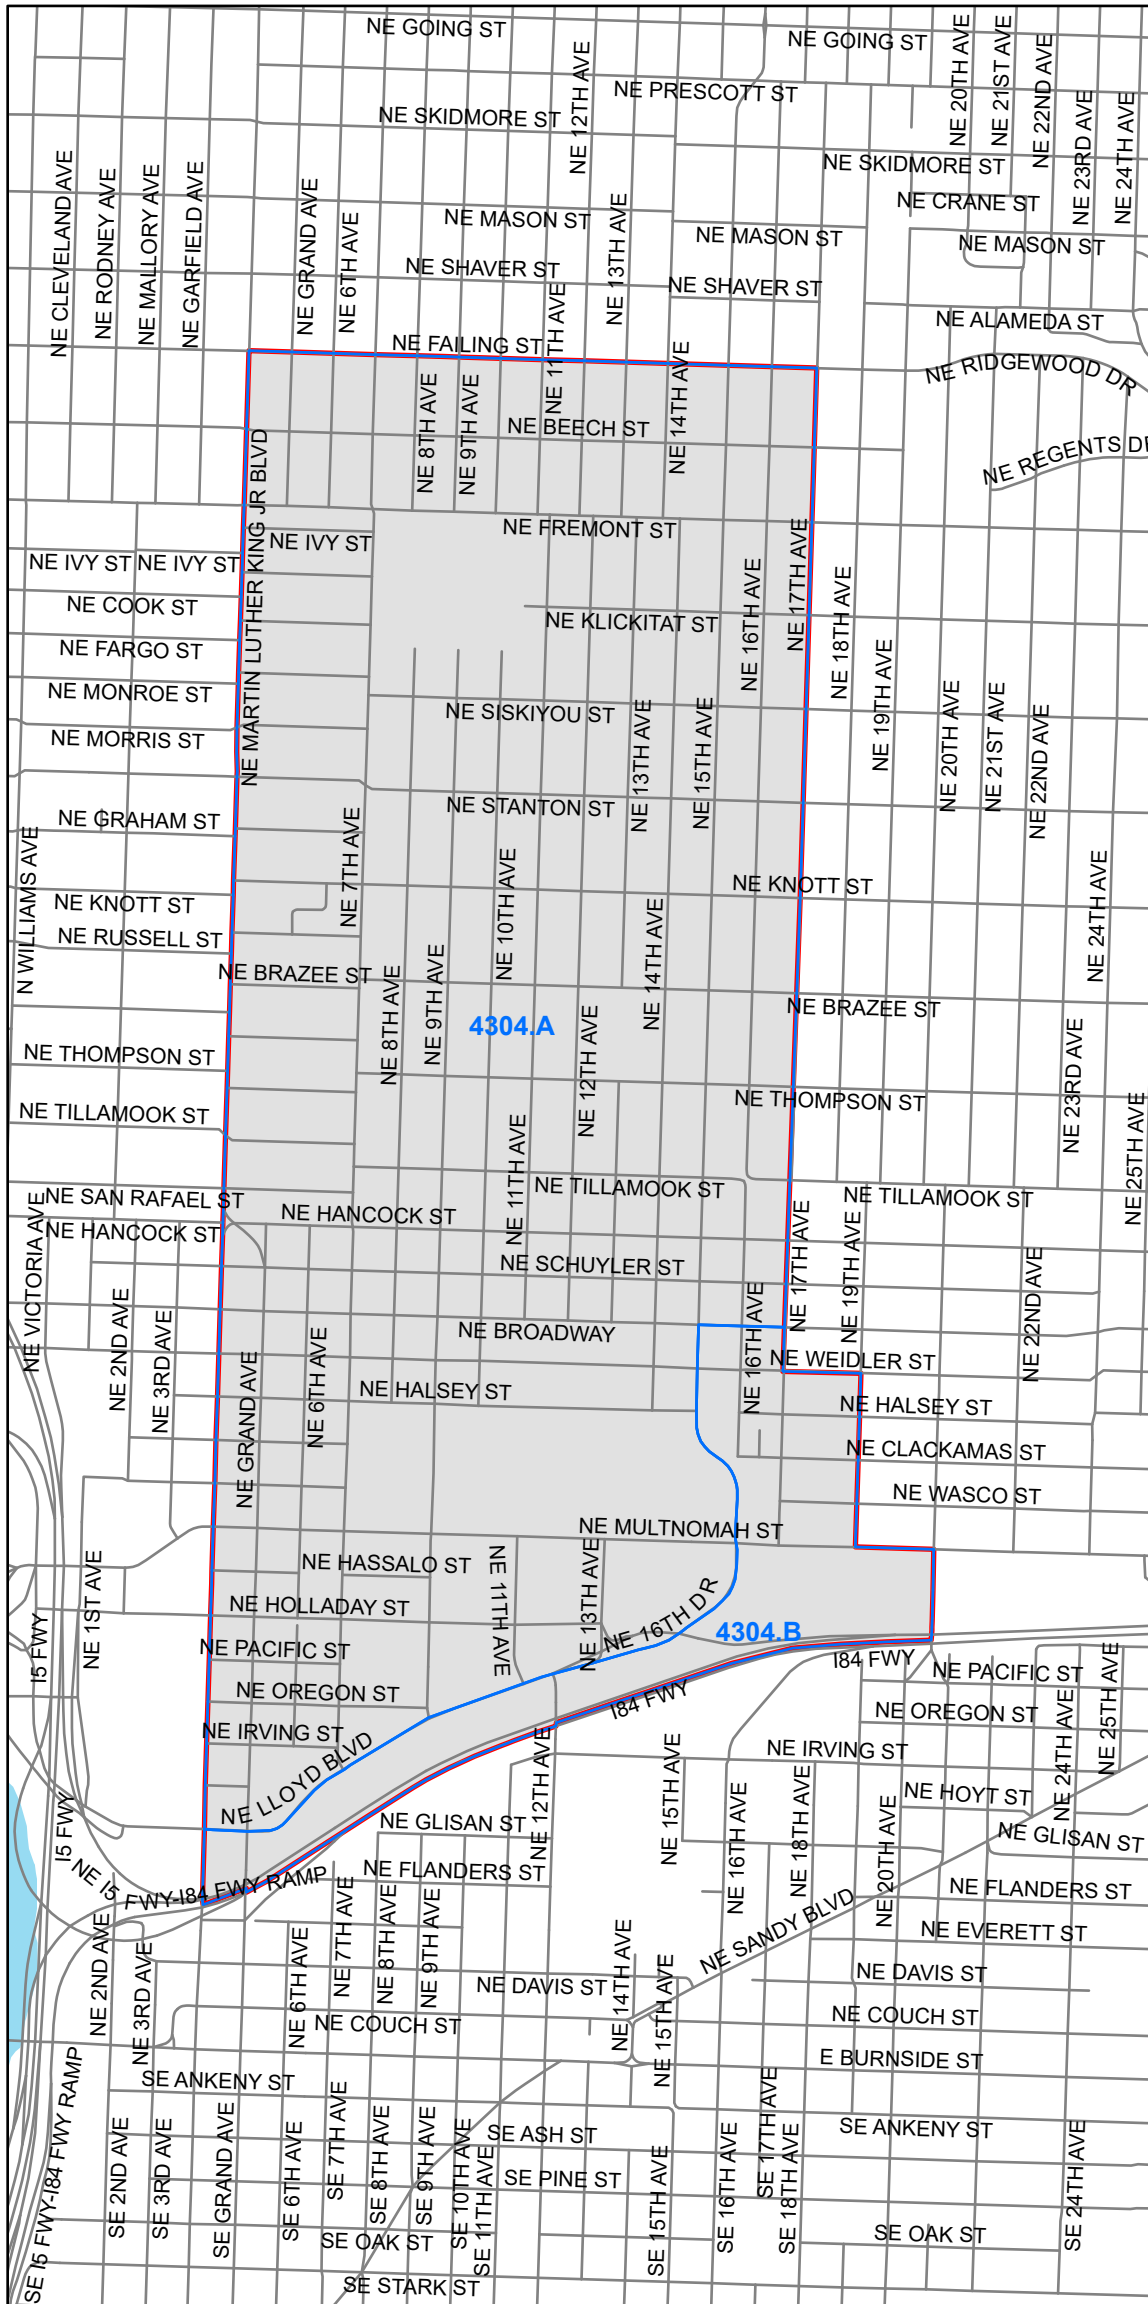 NE GOING ST
NE GOING ST
NE 12TH AVE
NE 20TH AVE
NE 21ST AVE
NE 22ND AVE
NE PRESCOTT ST
NE SKIDMORE ST
NE 23RD AVE
NE 24TH AVE
NE SKIDMORE ST
NE CLEVELAND AVE
NE RODNEY AVE
NE MALLORY AVE
NE GARFIELD AVE
NE GRAND AVE
NE 6TH AVE
NE CRANE ST
NE MASON ST
NE 13TH AVE
NE MASON ST
NE MASON ST
NE SHAVER ST
NE SHAVER ST
NE 11TH AVE
NE ALAMEDA ST
NE FAILING ST
NE 14TH AVE
NE RIDGEWOOD DR
NE 8TH AVE
NE 9TH AVE
NE BEECH ST
NE REGENTS DR
NE MARTIN LUTHER KING JR BLVD
NE FREMONT ST
NE IVY ST
NE IVY ST
NE IVY ST
NE 17TH AVE
NE 16TH AVE
NE 18TH AVE
NE COOK ST
NE KLICKITAT ST
NE FARGO ST
NE 19TH AVE
NE MONROE ST
NE 20TH AVE
NE 21ST AVE
NE 22ND AVE
NE SISKIYOU ST
NE 13TH AVE
NE 15TH AVE
NE MORRIS ST
NE STANTON ST
NE GRAHAM ST
NE 7TH AVE
N WILLIAMS AVE
NE 10TH AVE
NE KNOTT ST
NE 24TH AVE
NE KNOTT ST
NE 14TH AVE
NE RUSSELL ST
NE BRAZEE ST
NE 8TH AVE
NE 9TH AVE
NE BRAZEE ST
4304.A
NE 12TH AVE
NE 23RD AVE
NE THOMPSON ST
NE THOMPSON ST
NE TILLAMOOK ST
NE 11TH AVE
NE 25TH AVE
NE TILLAMOOK ST
NE TILLAMOOK ST
NE SAN RAFAEL ST
NE VICTORIA AVE
NE HANCOCK ST
NE HANCOCK ST
NE 17TH AVE
NE 19TH AVE
NE SCHUYLER ST
NE 22ND AVE
NE 2ND AVE
NE 3RD AVE
NE 16TH AVE
NE 6TH AVE
NE BROADWAY
NE GRAND AVE
NE WEIDLER ST
NE HALSEY ST
NE HALSEY ST
NE CLACKAMAS ST
NE WASCO ST
NE MULTNOMAH ST
NE 1ST AVE
NE HASSALO ST
NE 11TH AVE
NE 13TH AVE
NE HOLLADAY ST
NE 16TH DR
4304.B
I5 FWY
NE PACIFIC ST
I84 FWY
NE PACIFIC ST
NE 25TH AVE
NE OREGON ST
I84 FWY
NE 24TH AVE
NE OREGON ST
NE IRVING ST
NE IRVING ST
NE LLOYD BLVD
NE 12TH AVE
NE 15TH AVE
NE 16TH AVE
NE 18TH AVE
NE HOYT ST
I5 FWY
NE 20TH AVE
NE GLISAN ST
NE GLISAN ST
NE FLANDERS ST
NE I5 FWY-I84 FWY RAMP
NE FLANDERS ST
NE 7TH AVE
NE 8TH AVE
NE 9TH AVE
NE SANDY BLVD
NE 2ND AVE
NE 3RD AVE
NE 6TH AVE
NE 14TH AVE
NE 15TH AVE
NE EVERETT ST
NE DAVIS ST
NE DAVIS ST
NE COUCH ST
NE COUCH ST
E BURNSIDE ST
SE I5 FWY-I84 FWY RAMP
SE ANKENY ST
SE 17TH AVE
SE ANKENY ST
SE 2ND AVE
SE 3RD AVE
SE GRAND AVE
SE 6TH AVE
SE 7TH AVE
SE 8TH AVE
SE 9TH AVE
SE 10TH AVE
SE 11TH AVE
SE ASH ST
SE 15TH AVE
SE 16TH AVE
SE 18TH AVE
SE 24TH AVE
SE PINE ST
SE OAK ST
SE OAK ST
SE STARK ST